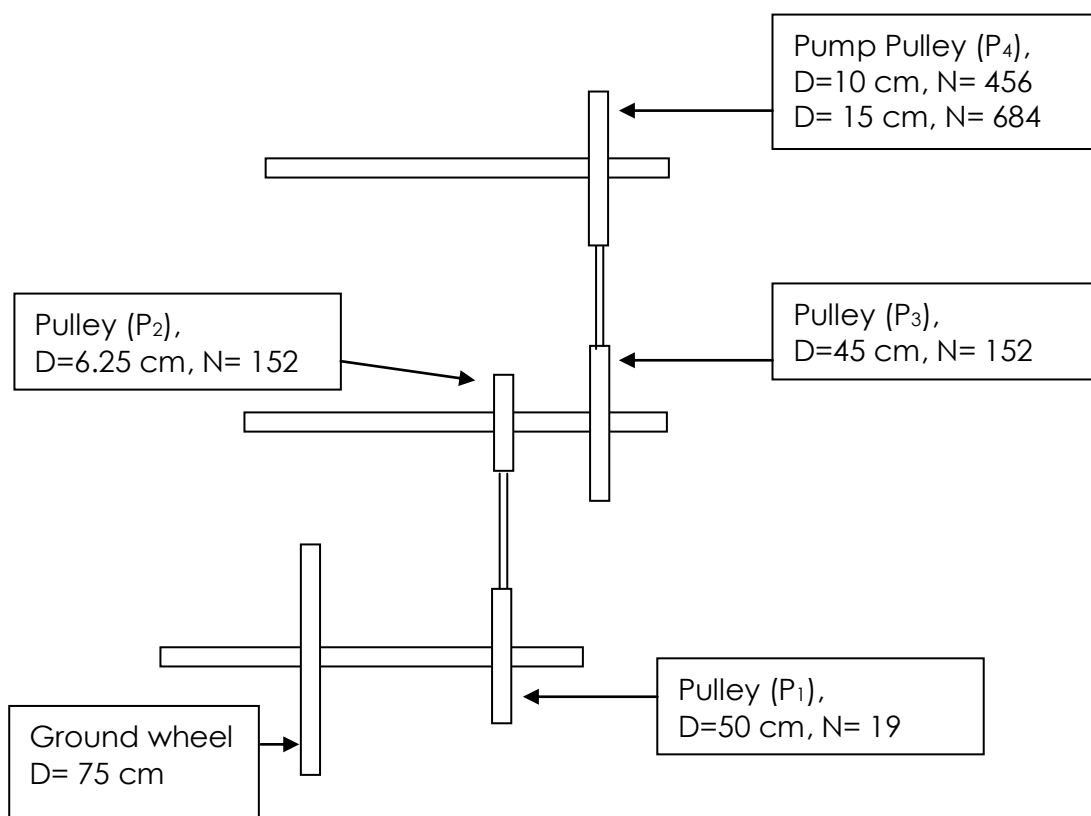 Pump Pulley (P₄),
D=10 cm, N= 456
D= 15 cm, N= 684
Pulley (P₂),
D=6.25 cm, N= 152
Pulley (P₃),
D=45 cm, N= 152
Pulley (P₁),
D=50 cm, N= 19
Ground wheel
D= 75 cm